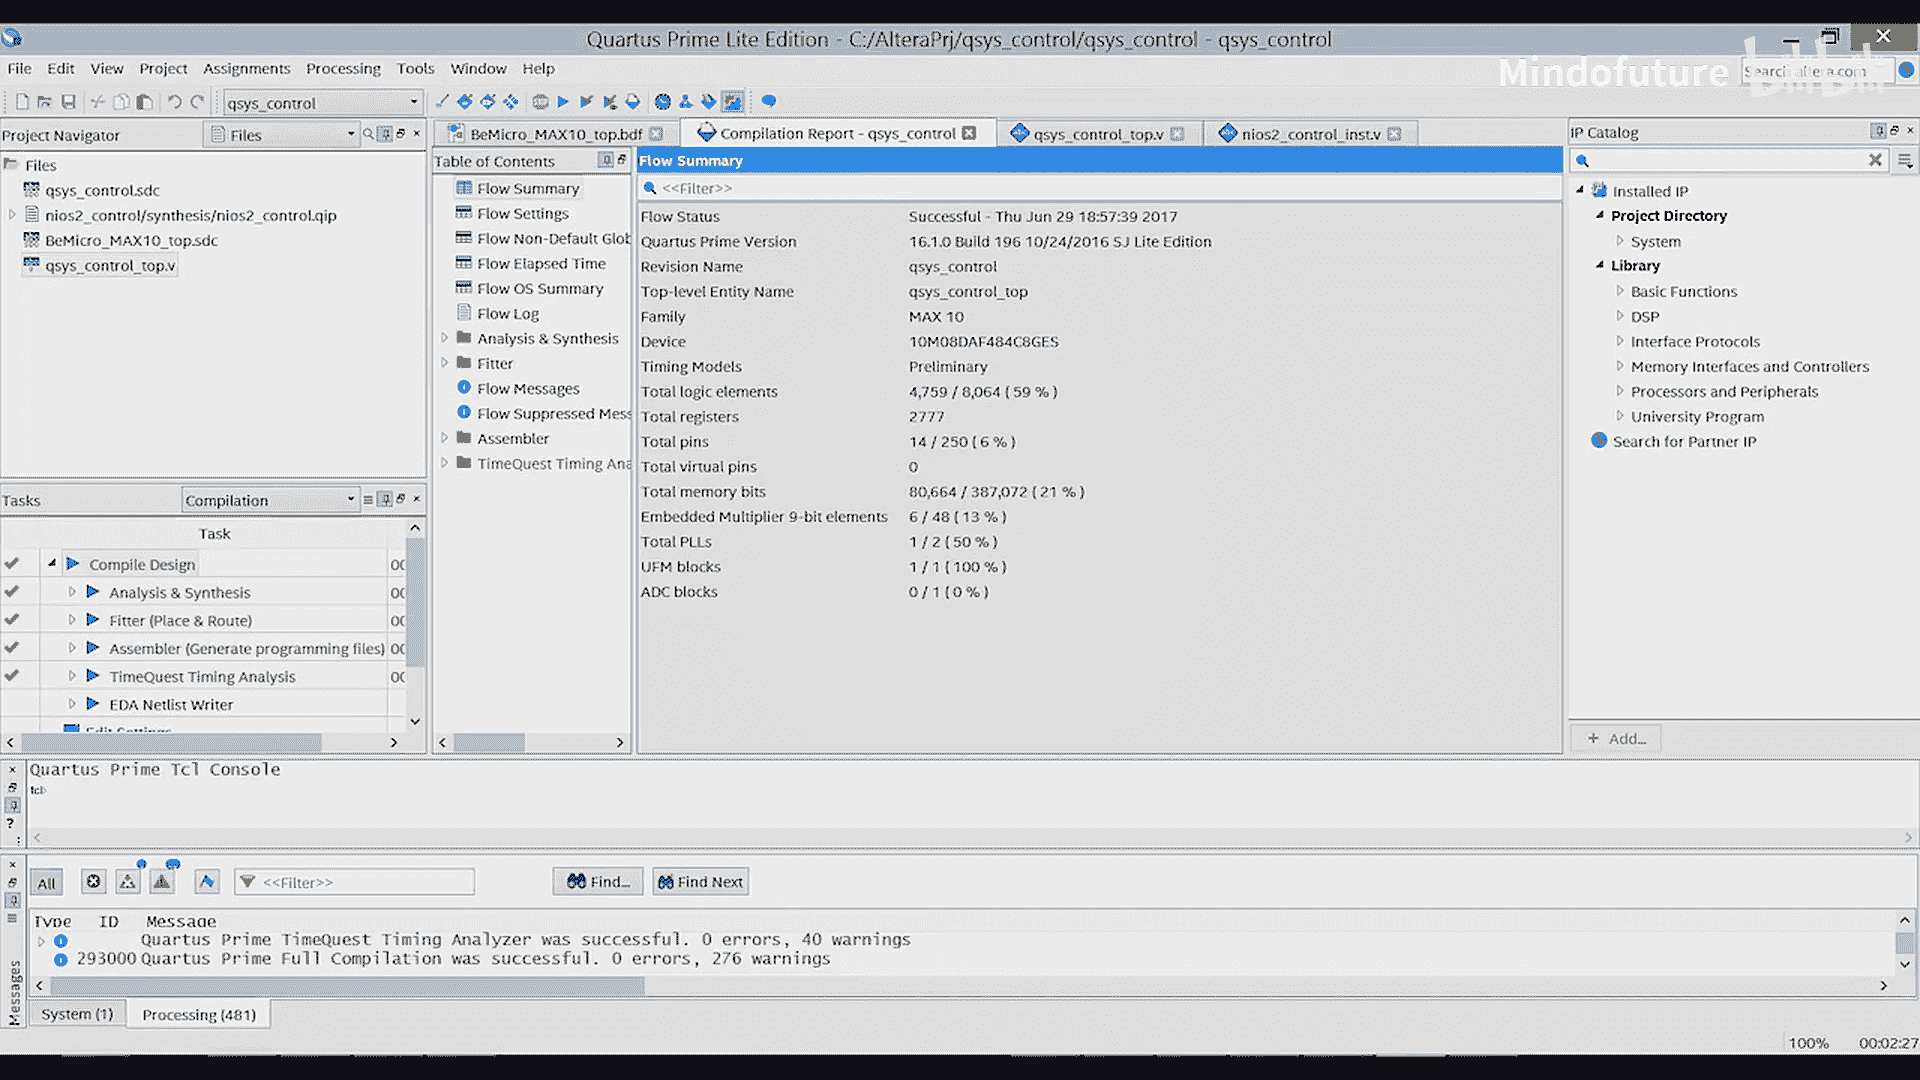 Quartus Prime Lite Edition - C:/AlteraPrj/qsys_control/qsys_control - qsys_control
File Edit View Project Assignments Processing Tools Window Help
Mindofuture
Search altera.com
bilibili
qsys_control
Project Navigator
Files
Files
qsys_control.sdc
nios2_control/synthesis/nios2_control.qip
BeMicro_MAX10_top.sdc
qsys_control_top.v
Tasks
Compilation
Task
Compile Design
Analysis & Synthesis
Fitter (Place & Route)
Assembler (Generate programming files)
TimeQuest Timing Analysis
EDA Netlist Writer
Edit Settings
BeMicro_MAX10_top.bdf
Compilation Report - qsys_control
qsys_control_top.v
nios2_control_inst.v
Table of Contents
Flow Summary
Flow Settings
Flow Non-Default Glob
Flow Elapsed Time
Flow OS Summary
Flow Log
Analysis & Synthesis
Fitter
Flow Messages
Flow Suppressed Mess
Assembler
TimeQuest Timing Ana
Flow Summary
<<Filter>>
Flow Status Successful - Thu Jun 29 18:57:39 2017
Quartus Prime Version 16.1.0 Build 196 10/24/2016 SJ Lite Edition
Revision Name qsys_control
Top-level Entity Name qsys_control_top
Family MAX 10
Device 10M08DAF484C8GES
Timing Models Preliminary
Total logic elements 4,759 / 8,064 ( 59 % )
Total registers 2777
Total pins 14 / 250 ( 6 % )
Total virtual pins 0
Total memory bits 80,664 / 387,072 ( 21 % )
Embedded Multiplier 9-bit elements 6 / 48 ( 13 % )
Total PLLs 1 / 2 ( 50 % )
UFM blocks 1 / 1 ( 100 % )
ADC blocks 0 / 1 ( 0 % )
IP Catalog
Installed IP
Project Directory
System
Library
Basic Functions
DSP
Interface Protocols
Memory Interfaces and Controllers
Processors and Peripherals
University Program
Search for Partner IP
+ Add...
Quartus Prime Tcl Console
tcl>
All
<<Filter>>
Find...
Find Next
Type ID Message
Quartus Prime TimeQuest Timing Analyzer was successful. 0 errors, 40 warnings
293000 Quartus Prime Full Compilation was successful. 0 errors, 276 warnings
Messages
System (1)
Processing (481)
100% 00:02:27